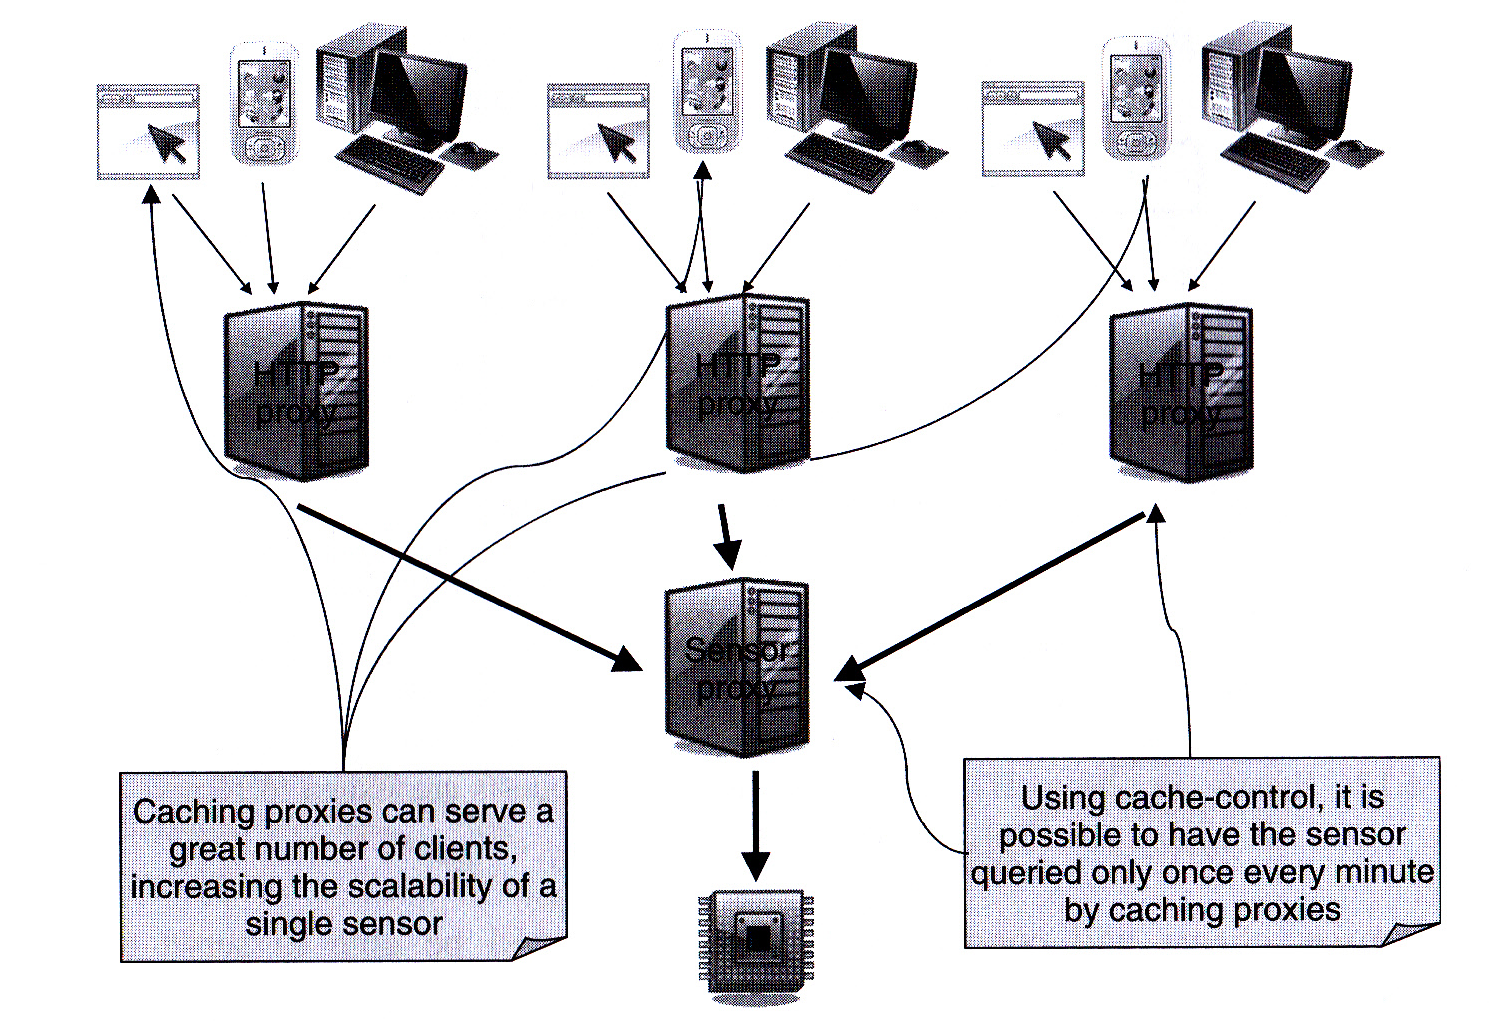 HTTP
proxy
HTTP
proxy
HTTP
proxy
Sensor
proxy
Caching proxies can serve a
great number of clients,
increasing the scalability of a
single sensor
Using cache-control, it is
possible to have the sensor
queried only once every minute
by caching proxies